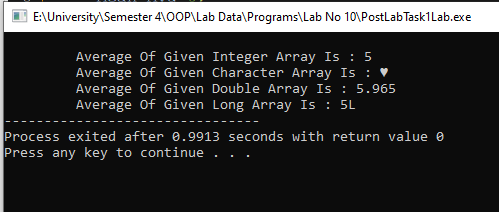 E:\University\Semester 4\OOP\Lab Data\Programs\Lab No 10\PostLabTask1Lab.exe
Average Of Given Integer Array Is : 5
Average Of Given Character Array Is : ♥
Average Of Given Double Array Is : 5.965
Average Of Given Long Array Is : 5L
--------------------------------
Process exited after 0.9913 seconds with return value 0
Press any key to continue . . .